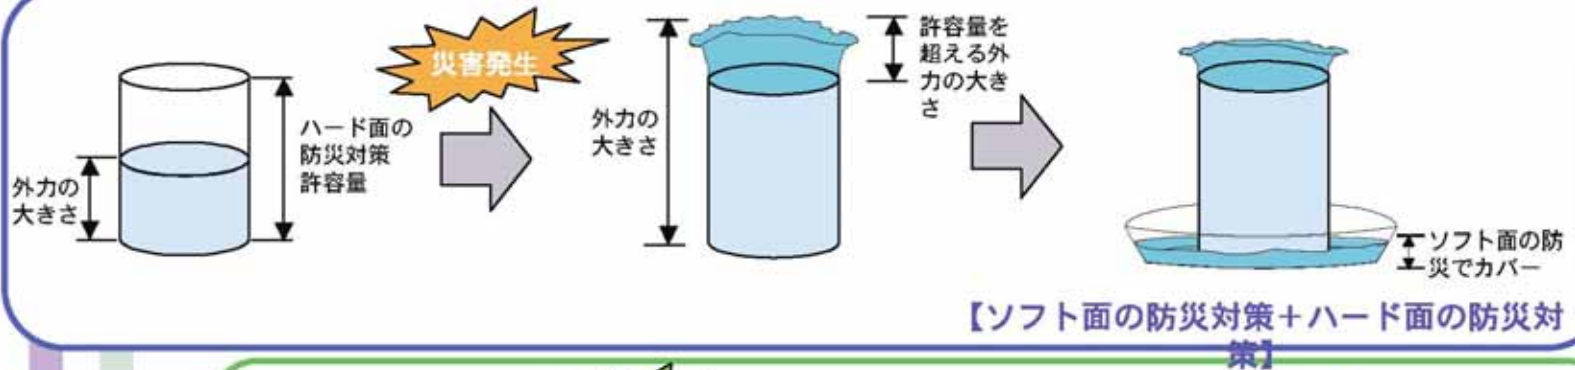 外力の
大きさ
ハード面の
防災対策
許容量
災害発生
外力の
大きさ
許容量を
超える外
力の大き
さ
ソフト面の防
災でカバー
【ソフト面の防災対策＋ハード面の防災対
策】